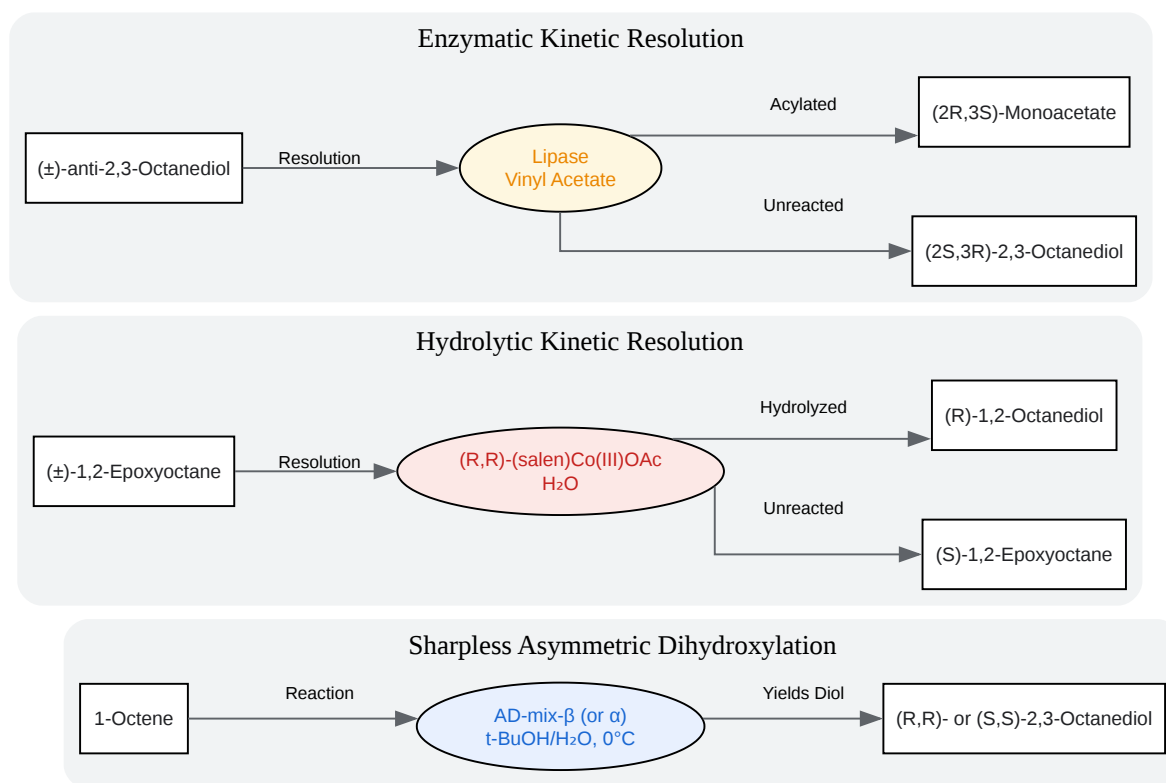 Enzymatic Kinetic Resolution
(±)-anti-2,3-Octanediol
Resolution
Lipase
Vinyl Acetate
Acylated
(2R,3S)-Monoacetate
Unreacted
(2S,3R)-2,3-Octanediol
Hydrolytic Kinetic Resolution
(±)-1,2-Epoxyoctane
Resolution
(R,R)-(salen)Co(III)OAc
H₂O
Hydrolyzed
(R)-1,2-Octanediol
Unreacted
(S)-1,2-Epoxyoctane
Sharpless Asymmetric Dihydroxylation
1-Octene
Reaction
AD-mix-β (or α)
t-BuOH/H₂O, 0°C
Yields Diol
(R,R)- or (S,S)-2,3-Octanediol